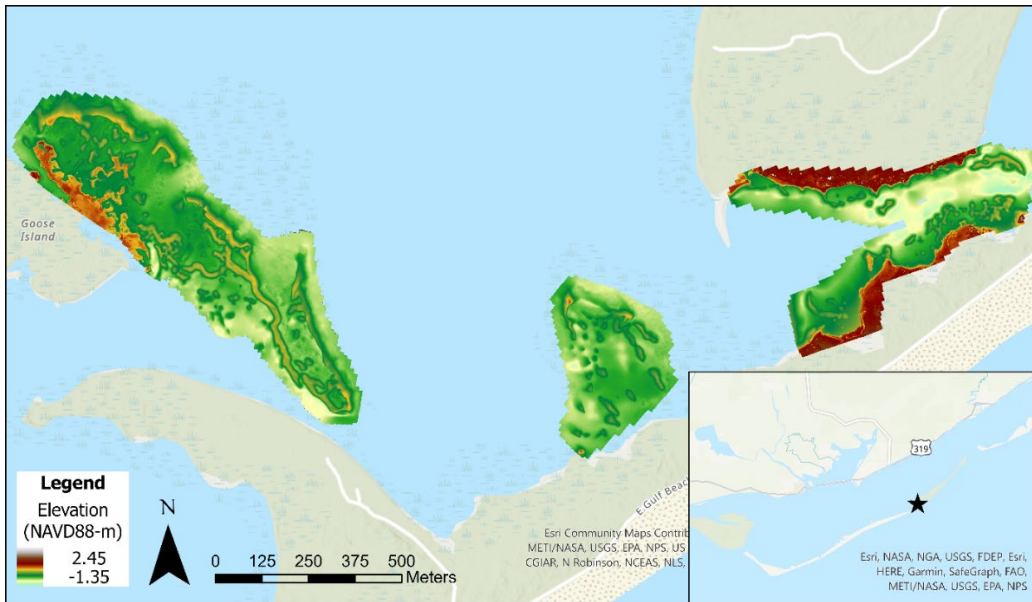 Goose
Island
E Gulf Beach
Legend
Elevation
(NAVD88-m)
2.45
-1.35
N
0 125 250 375 500
Meters
Esri Community Maps Contrib
METI/NASA, USGS, EPA, NPS, US
CGIAR, N Robinson, NCEAS, NLS,
319
Esri, NASA, NGA, USGS, FDEP, Esri,
HERE, Garmin, SafeGraph, FAO,
METI/NASA, USGS, EPA, NPS